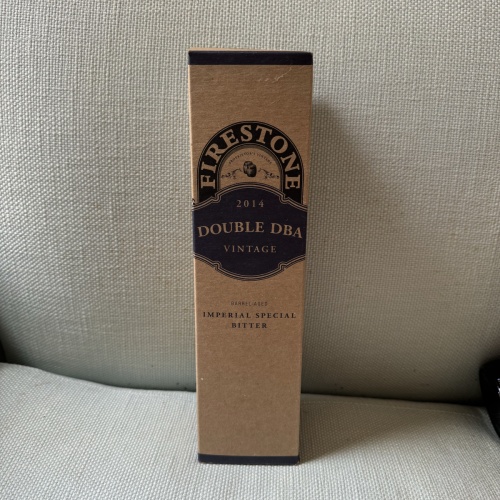 FIRESTONE
2014
DOUBLE DBA
VINTAGE
BARREL AGED
IMPERIAL SPECIAL
BITTER